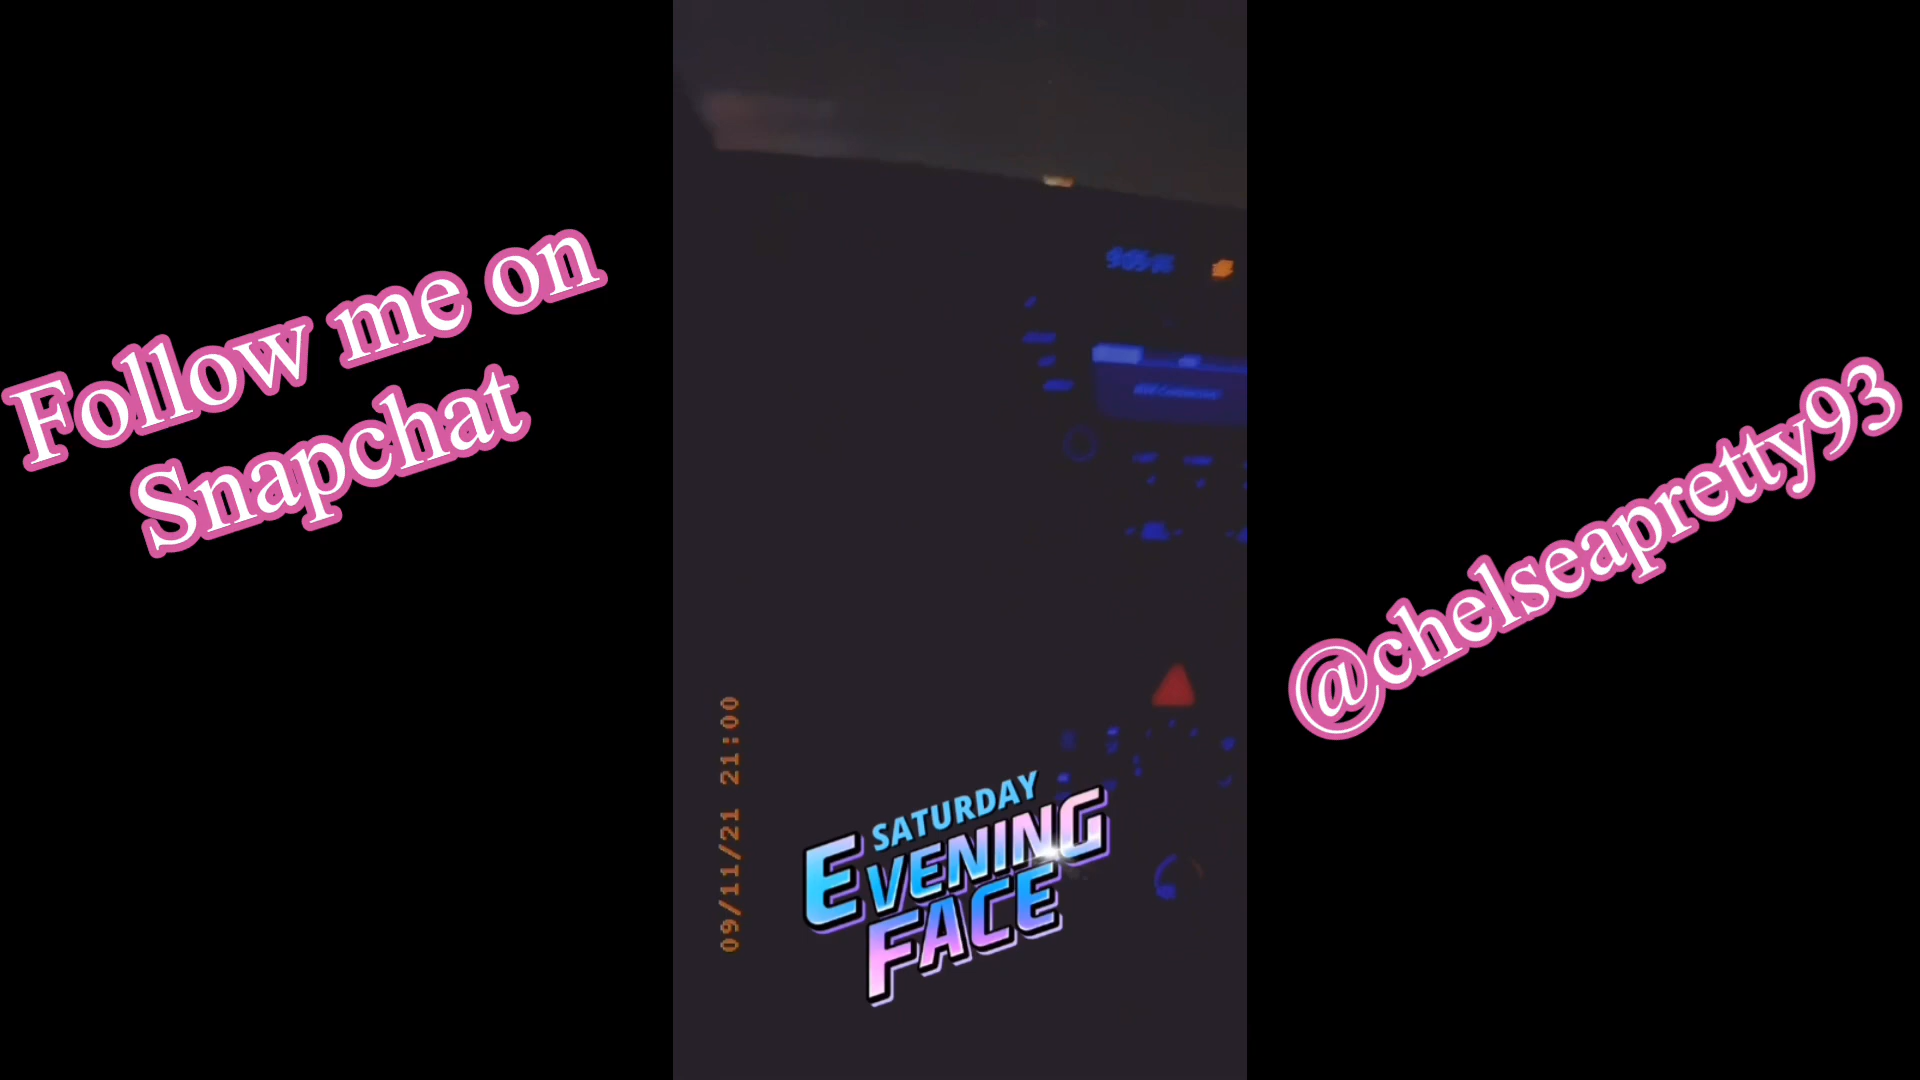 Follow me on
Snapchat
SATURDAY
EVENING
FACE
09/11/21 21:00
@chelseapretty93